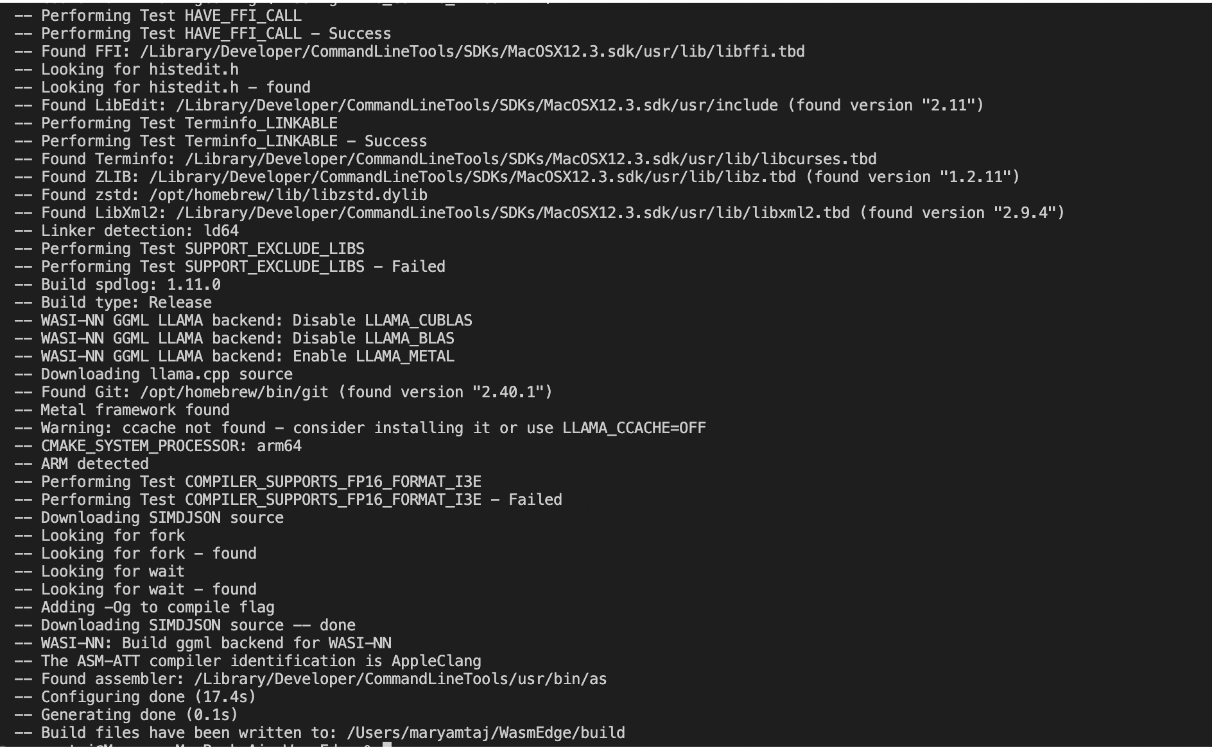 -- Performing Test HAVE_FFI_CALL
-- Performing Test HAVE_FFI_CALL - Success
-- Found FFI: /Library/Developer/CommandLineTools/SDKs/MacOSX12.3.sdk/usr/lib/libffi.tbd
-- Looking for histedit.h
-- Looking for histedit.h - found
-- Found LibEdit: /Library/Developer/CommandLineTools/SDKs/MacOSX12.3.sdk/usr/include (found version "2.11")
-- Performing Test Terminfo_LINKABLE
-- Performing Test Terminfo_LINKABLE - Success
-- Found Terminfo: /Library/Developer/CommandLineTools/SDKs/MacOSX12.3.sdk/usr/lib/libcurses.tbd
-- Found ZLIB: /Library/Developer/CommandLineTools/SDKs/MacOSX12.3.sdk/usr/lib/libz.tbd (found version "1.2.11")
-- Found zstd: /opt/homebrew/lib/libzstd.dylib
-- Found LibXml2: /Library/Developer/CommandLineTools/SDKs/MacOSX12.3.sdk/usr/lib/libxml2.tbd (found version "2.9.4")
-- Linker detection: ld64
-- Performing Test SUPPORT_EXCLUDE_LIBS
-- Performing Test SUPPORT_EXCLUDE_LIBS - Failed
-- Build spdlog: 1.11.0
-- Build type: Release
-- WASI-NN GGML LLAMA backend: Disable LLAMA_CUBLAS
-- WASI-NN GGML LLAMA backend: Disable LLAMA_BLAS
-- WASI-NN GGML LLAMA backend: Enable LLAMA_METAL
-- Downloading llama.cpp source
-- Found Git: /opt/homebrew/bin/git (found version "2.40.1")
-- Metal framework found
-- Warning: ccache not found - consider installing it or use LLAMA_CCACHE=OFF
-- CMAKE_SYSTEM_PROCESSOR: arm64
-- ARM detected
-- Performing Test COMPILER_SUPPORTS_FP16_FORMAT_I3E
-- Performing Test COMPILER_SUPPORTS_FP16_FORMAT_I3E - Failed
-- Downloading SIMDJSON source
-- Looking for fork
-- Looking for fork - found
-- Looking for wait
-- Looking for wait - found
-- Adding -Og to compile flag
-- Downloading SIMDJSON source -- done
-- WASI-NN: Build ggml backend for WASI-NN
-- The ASM-ATT compiler identification is AppleClang
-- Found assembler: /Library/Developer/CommandLineTools/usr/bin/as
-- Configuring done (17.4s)
-- Generating done (0.1s)
-- Build files have been written to: /Users/maryamtaj/WasmEdge/build